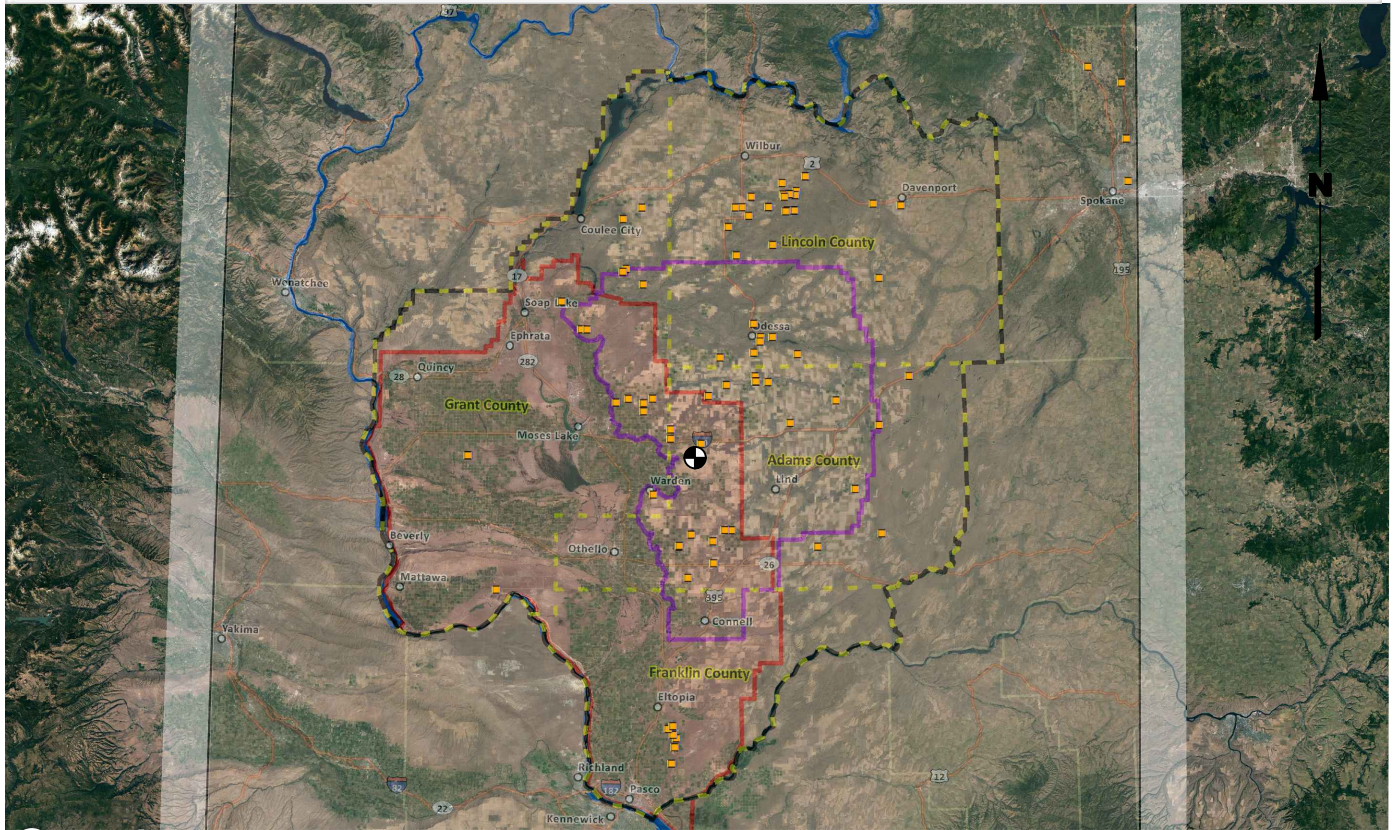 97
Wilbur
2
Davenport
N
Spokane
Coulee City
Lincoln County
17
195
Wenatchee
Soap Lake
Odessa
Ephrata
282
28
Quincy
Grant County
Moses Lake
Adams County
Warden
Lind
Beverly
Othello
26
Mattawa
395
Connell
Yakima
Franklin County
Eltopia
Richland
12
82
182
Pasco
22
Kennewick